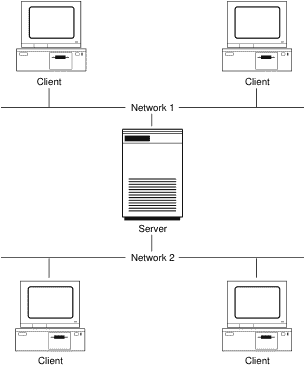 Client
Client
Network 1
Server
Network 2
Client
Client